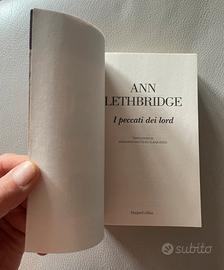 ANN
LETHBRIDGE
I peccati dei lord
HarperCollins
subito